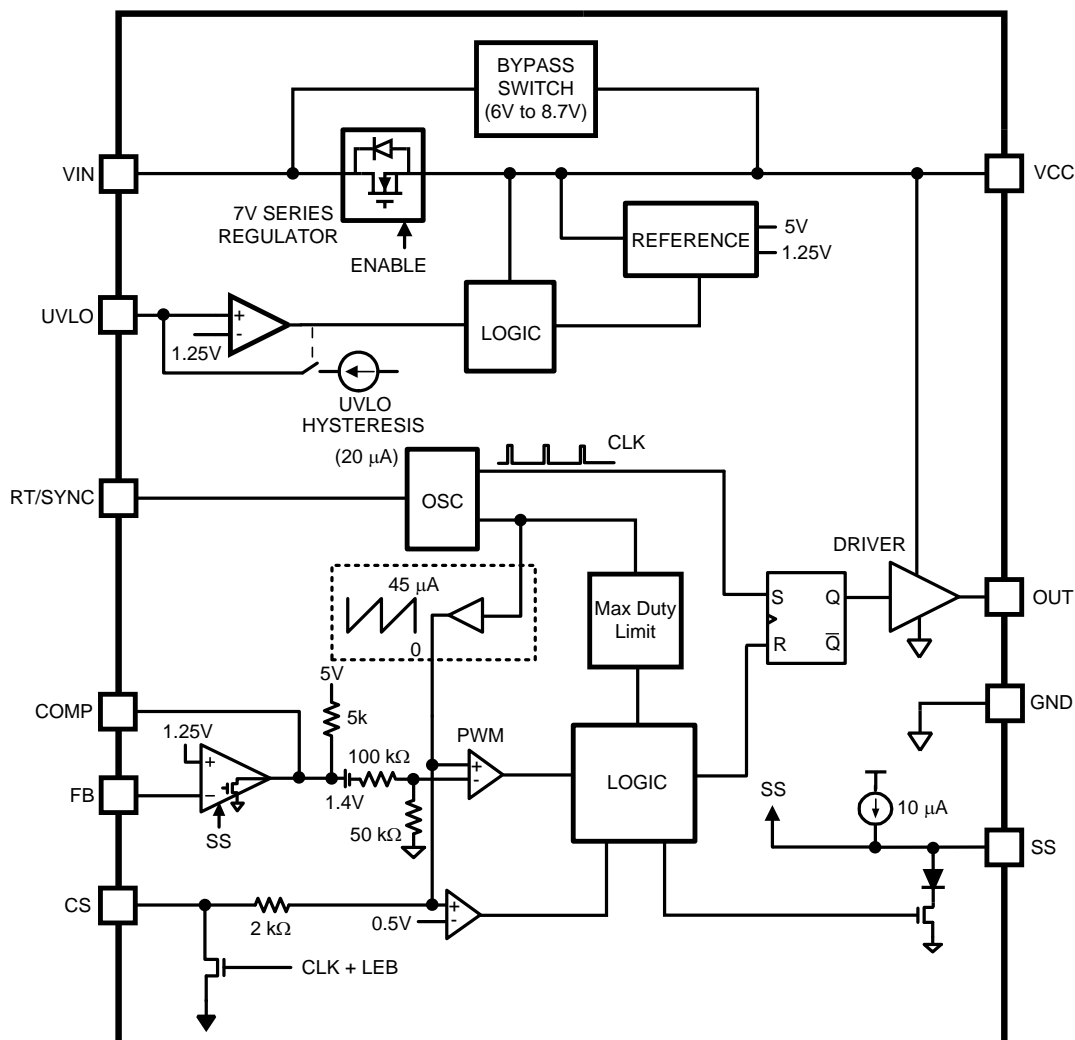 BYPASS
SWITCH
(6V to 8.7V)
VIN
VCC
7V SERIES
REGULATOR
ENABLE
REFERENCE
5V
1.25V
UVLO
+
-
1.25V
LOGIC
UVLO
HYSTERESIS
(20 μA)
CLK
RT/SYNC
OSC
DRIVER
45 μA
0
Max Duty
Limit
S
Q
R
Q̅
OUT
5V
COMP
5k
GND
1.25V
+
PWM
100 kΩ
+
-
LOGIC
FB
−
1.4V
SS
10 μA
SS
50 kΩ
SS
CS
2 kΩ
0.5V
+
-
CLK + LEB